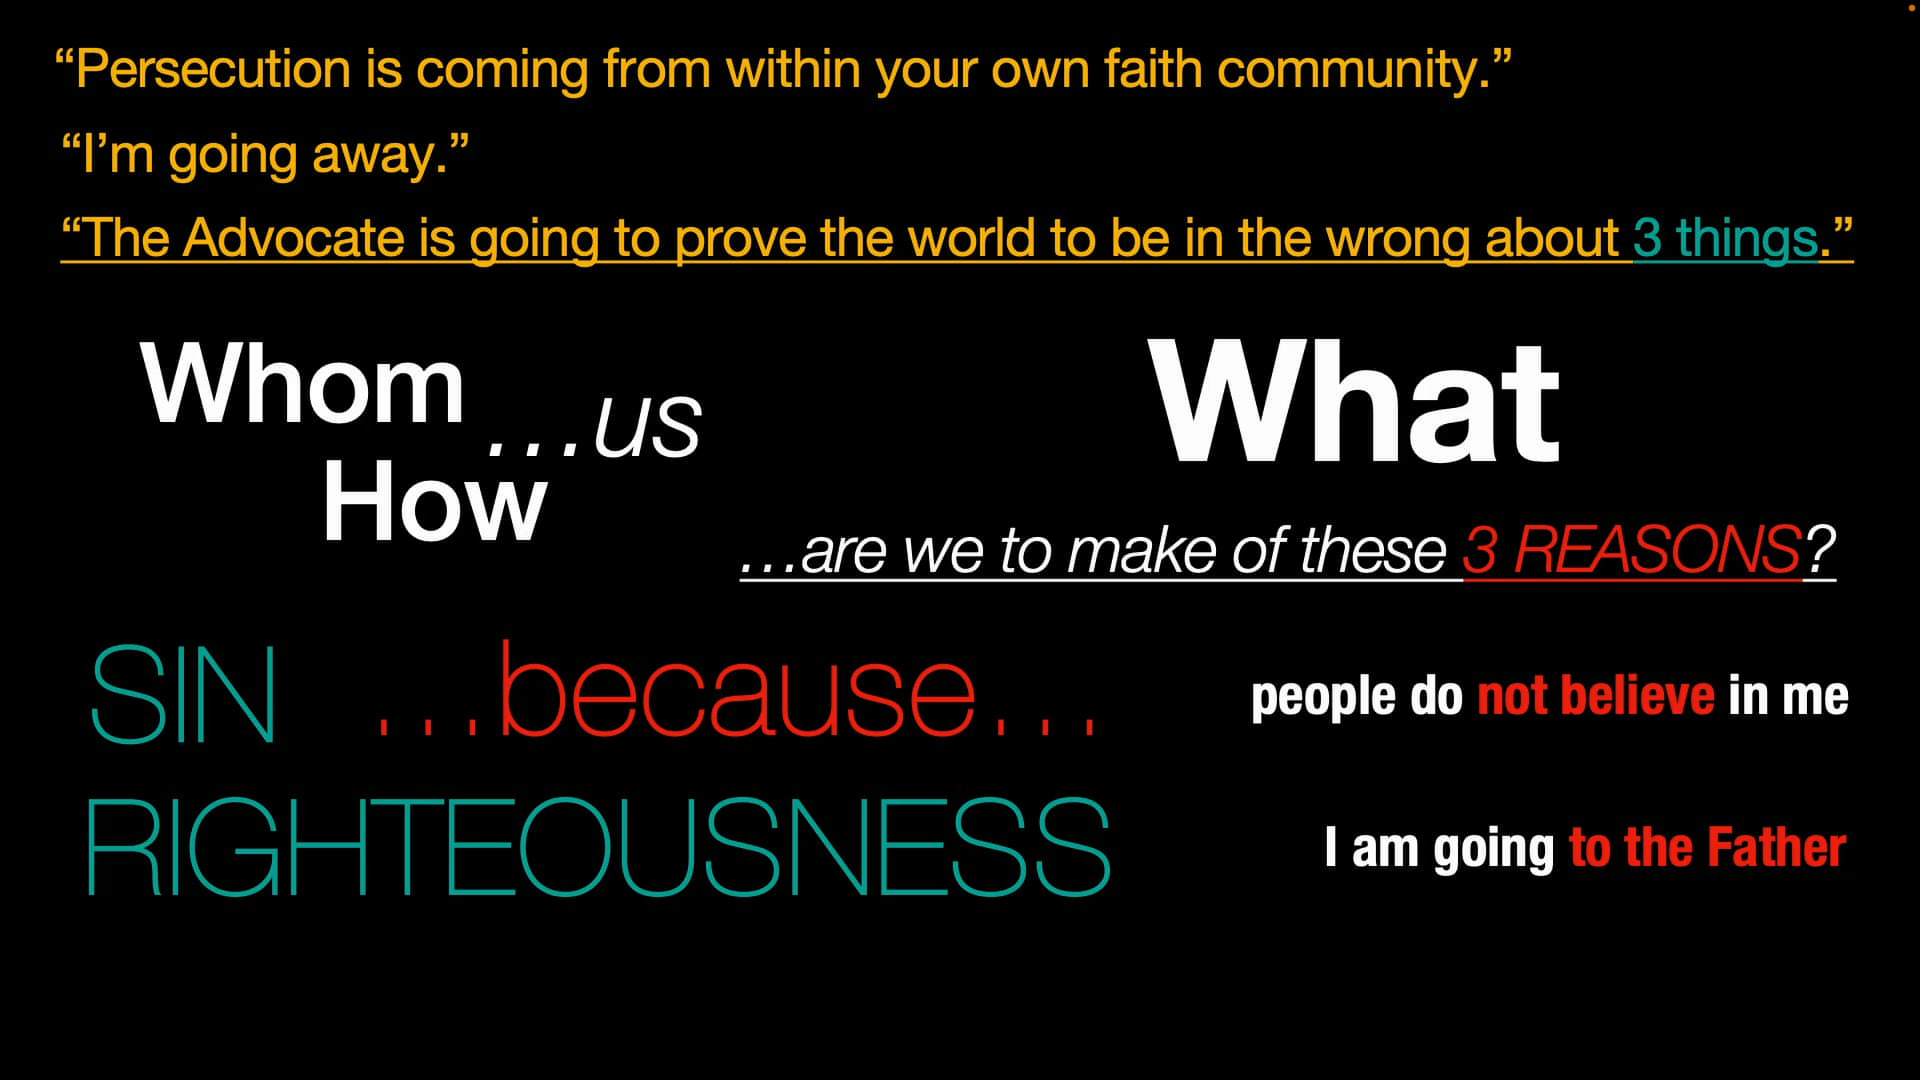 “Persecution is coming from within your own faith community.”
“I’m going away.”
“The Advocate is going to prove the world to be in the wrong about 3 things.”
Whom
…us
How
What
…are we to make of these 3 REASONS?
SIN …because… people do not believe in me
RIGHTEOUSNESS I am going to the Father